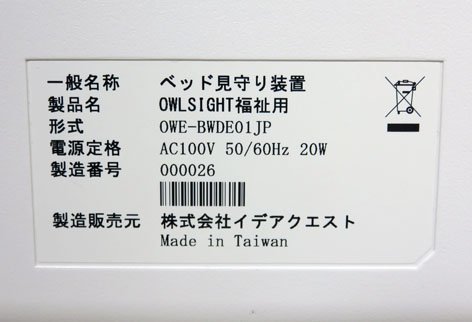 一般名称 ベッド見守り装置
製品名 OWLSIGHT福祉用
形式 OWE-BWDE01JP
電源定格 AC100V 50/60Hz 20W
製造番号 000026
製造販売元 株式会社イデアクエスト
Made in Taiwan